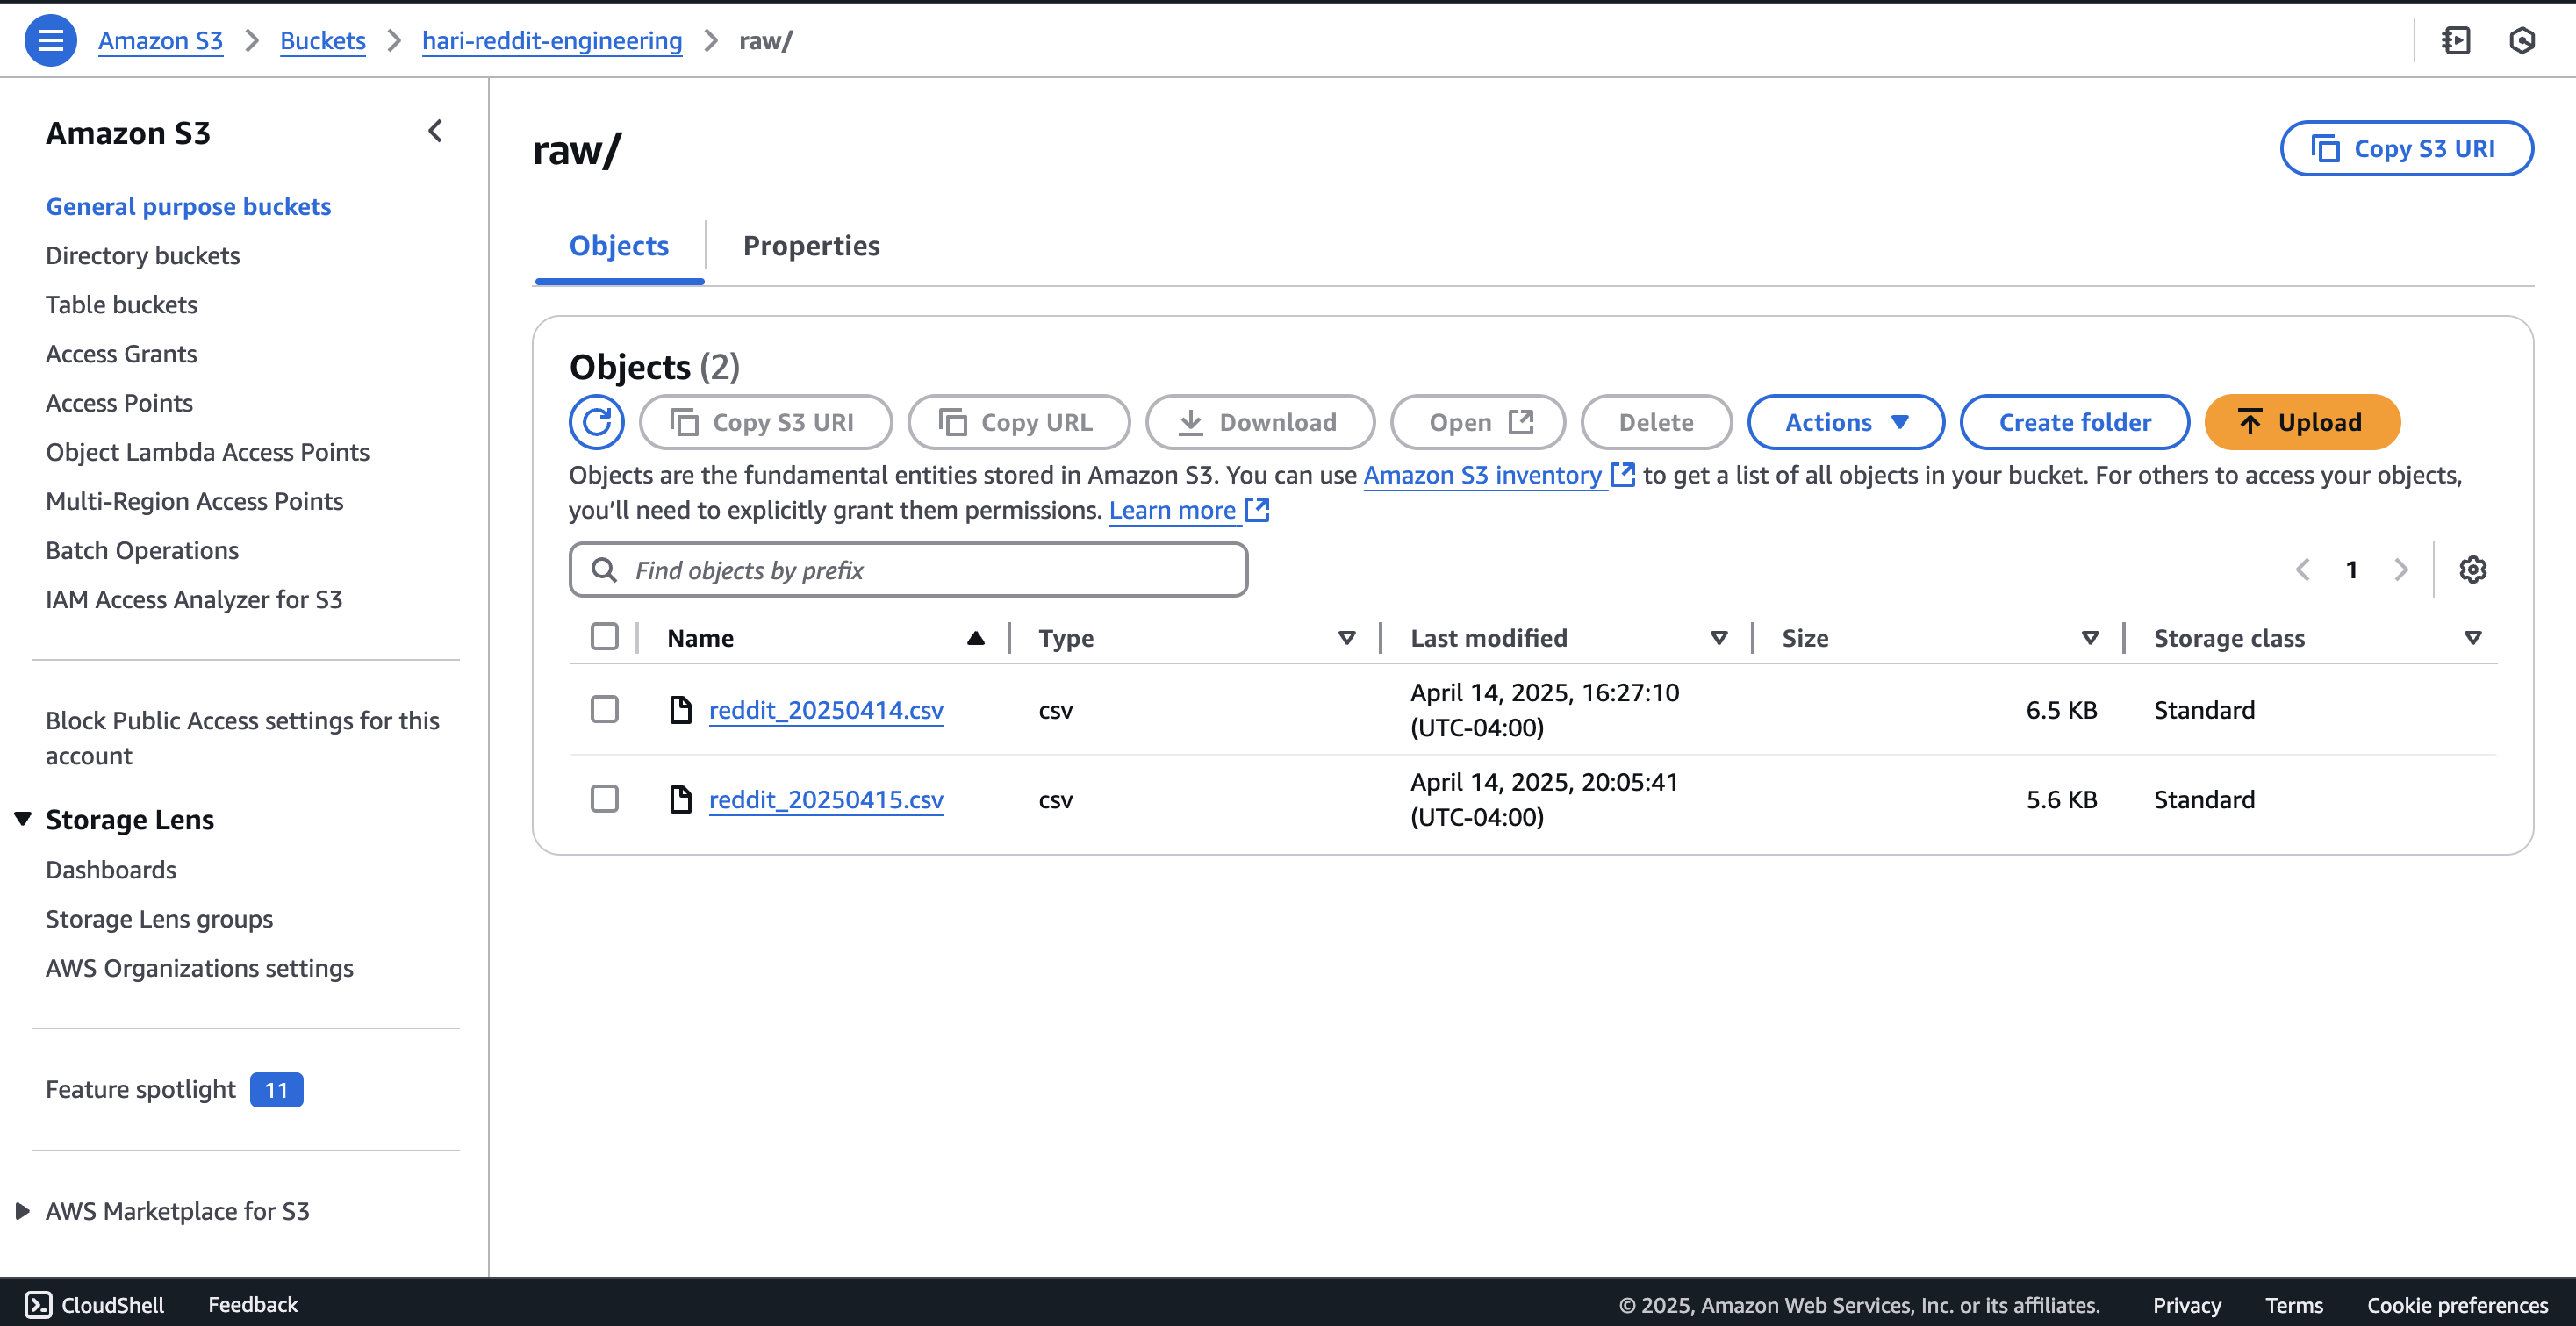 Amazon S3 > Buckets > hari-reddit-engineering > raw/
Amazon S3
General purpose buckets
Directory buckets
Table buckets
Access Grants
Access Points
Object Lambda Access Points
Multi-Region Access Points
Batch Operations
IAM Access Analyzer for S3
Block Public Access settings for this
account
Storage Lens
Dashboards
Storage Lens groups
AWS Organizations settings
Feature spotlight 11
AWS Marketplace for S3
raw/
Copy S3 URI
Objects Properties
Objects (2)
Copy S3 URI Copy URL Download Open Delete Actions Create folder Upload
Objects are the fundamental entities stored in Amazon S3. You can use Amazon S3 inventory to get a list of all objects in your bucket. For others to access your objects,
you’ll need to explicitly grant them permissions. Learn more
Find objects by prefix
1
Name Type Last modified Size Storage class
reddit_20250414.csv csv April 14, 2025, 16:27:10 6.5 KB Standard
(UTC-04:00)
reddit_20250415.csv csv April 14, 2025, 20:05:41 5.6 KB Standard
(UTC-04:00)
CloudShell Feedback © 2025, Amazon Web Services, Inc. or its affiliates. Privacy Terms Cookie preferences